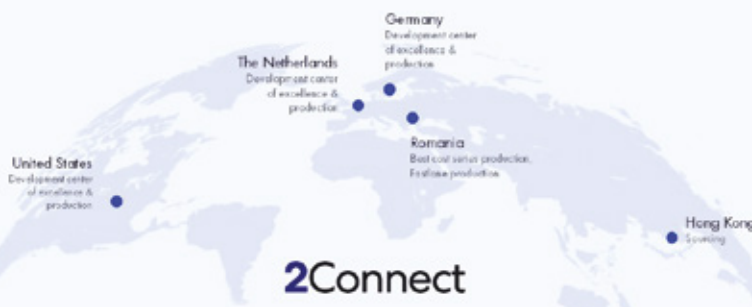 Germany
Development center
of excellence &
production
The Netherlands
Development center
of excellence &
production
Romania
Best cost series production,
Fastlane production
United States
Development center
of excellence &
production
Hong Kong
Sourcing
2Connect